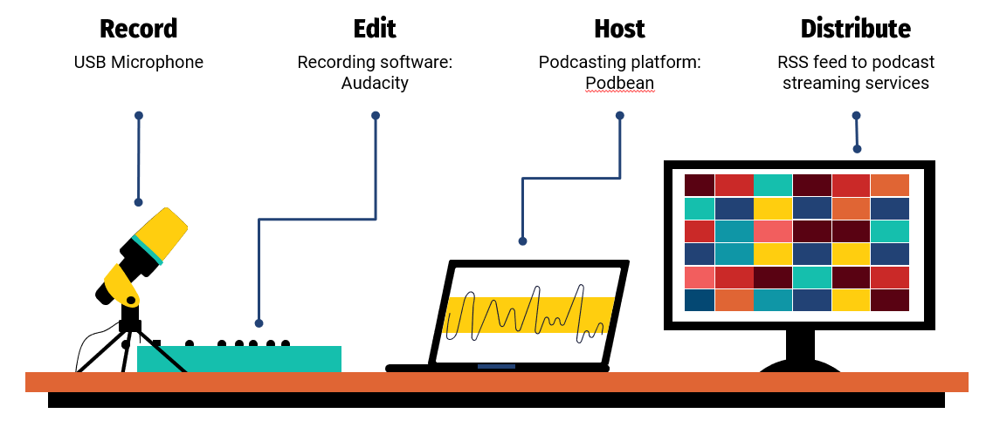 Record
USB Microphone
Edit
Recording software:
Audacity
Host
Podcasting platform:
Podbean
Distribute
RSS feed to podcast
streaming services